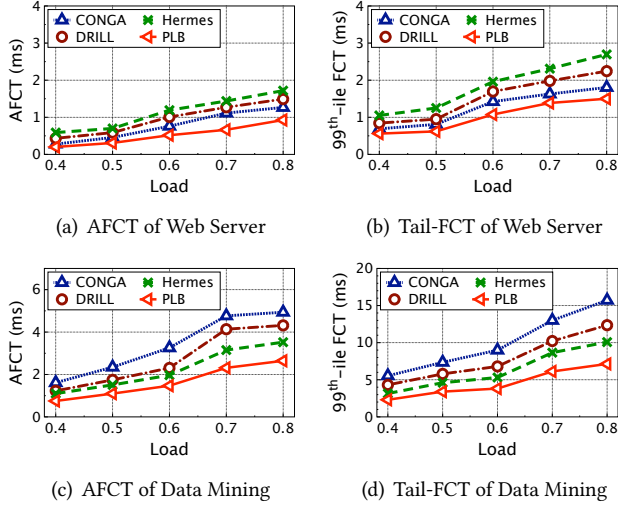 CONGA Hermes
DRILL PLB
AFCT (ms)
4
3
2
1
0
0.4 0.5 0.6 0.7 0.8
Load
(a) AFCT of Web Server
CONGA Hermes
DRILL PLB
99th-ile FCT (ms)
4
3
2
1
0
0.4 0.5 0.6 0.7 0.8
Load
(b) Tail-FCT of Web Server
CONGA Hermes
DRILL PLB
AFCT (ms)
6
4
2
0
0.4 0.5 0.6 0.7 0.8
Load
(c) AFCT of Data Mining
CONGA Hermes
DRILL PLB
99th-ile FCT (ms)
20
15
10
5
0
0.4 0.5 0.6 0.7 0.8
Load
(d) Tail-FCT of Data Mining